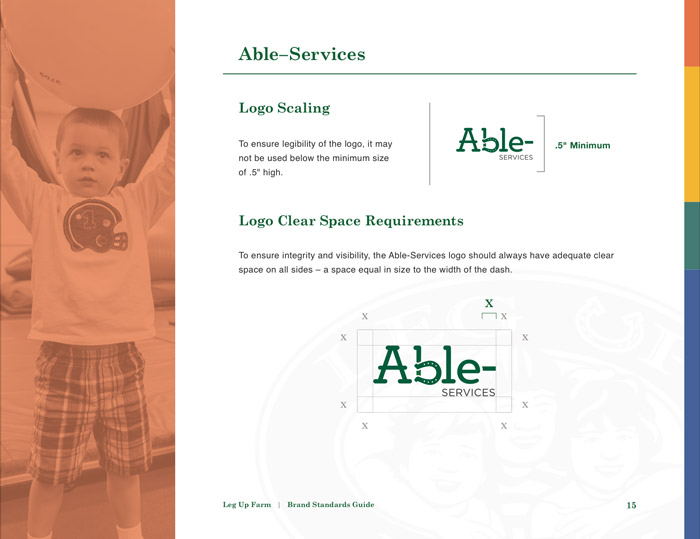 Able–Services
Logo Scaling
To ensure legibility of the logo, it may
not be used below the minimum size
of .5" high.
Able-
SERVICES
.5" Minimum
Logo Clear Space Requirements
To ensure integrity and visibility, the Able-Services logo should always have adequate clear
space on all sides – a space equal in size to the width of the dash.
X
X X
X X
Able-
SERVICES
X X
X X
1
Leg Up Farm | Brand Standards Guide
15